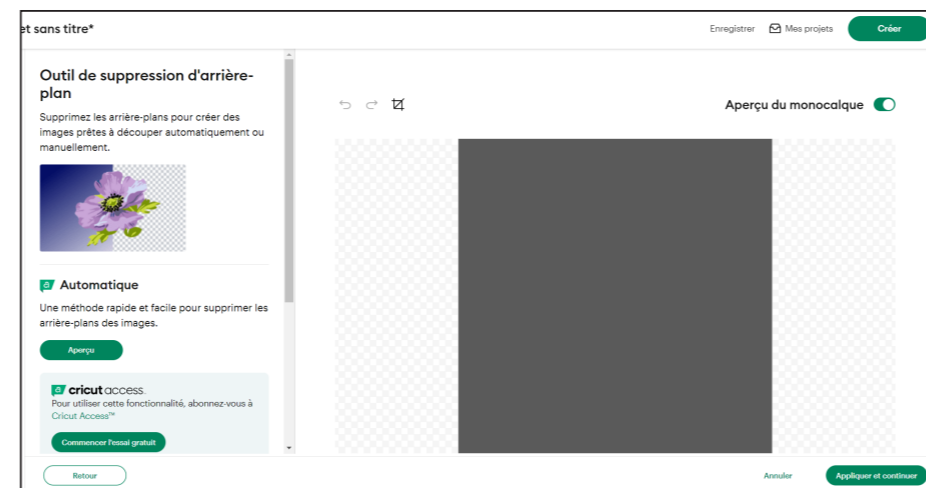 et sans titre*
Enregistrer
Mes projets
Créer
Outil de suppression d'arrière-
plan
Supprimez les arrière-plans pour créer des
images prêtes à découper automatiquement ou
manuellement.
Automatique
Une méthode rapide et facile pour supprimer les
arrière-plans des images.
Aperçu
cricut access™
Pour utiliser cette fonctionnalité, abonnez-vous à
Cricut Access™
Commencer l'essai gratuit
Aperçu du monocalque
Retour
Annuler
Appliquer et continuer